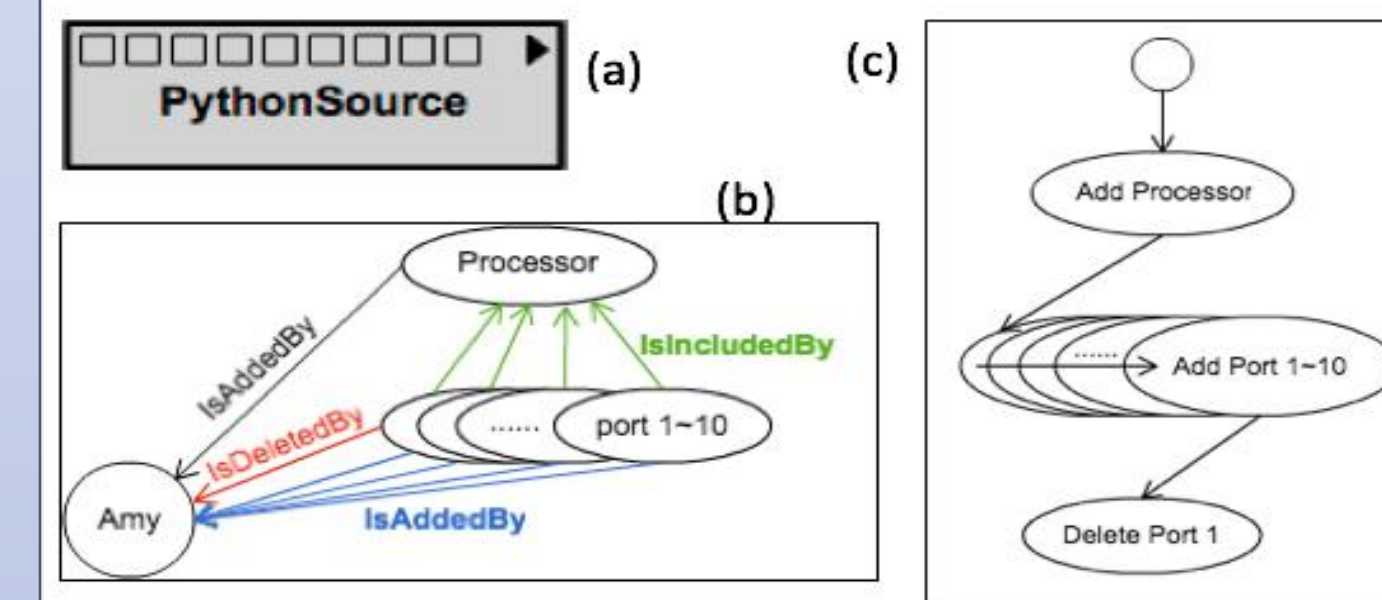 PythonSource
(a)
(b)
Processor
IsAddedBy
IsIncludedBy
IsDeletedBy
...... port 1~10
Amy
IsAddedBy
(c)
Add Processor
...... Add Port 1~10
Delete Port 1